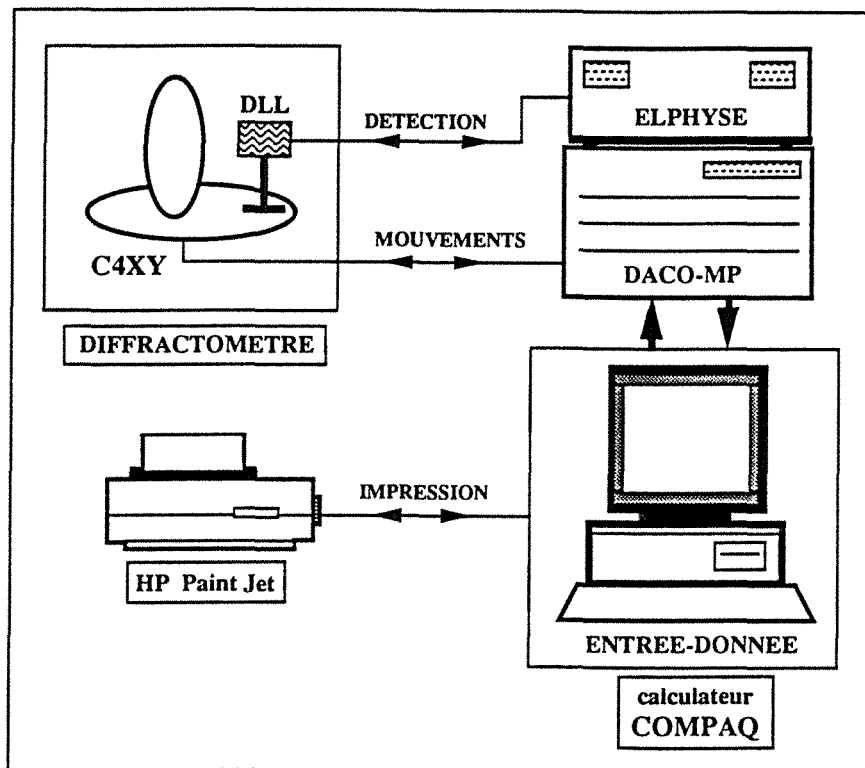 DLL
DETECTION
ELPHYSE
C4XY
MOUVEMENTS
DACO-MP
DIFFRACTOMETRE
IMPRESSION
HP Paint Jet
ENTREE-DONNEE
calculateur
COMPAQ